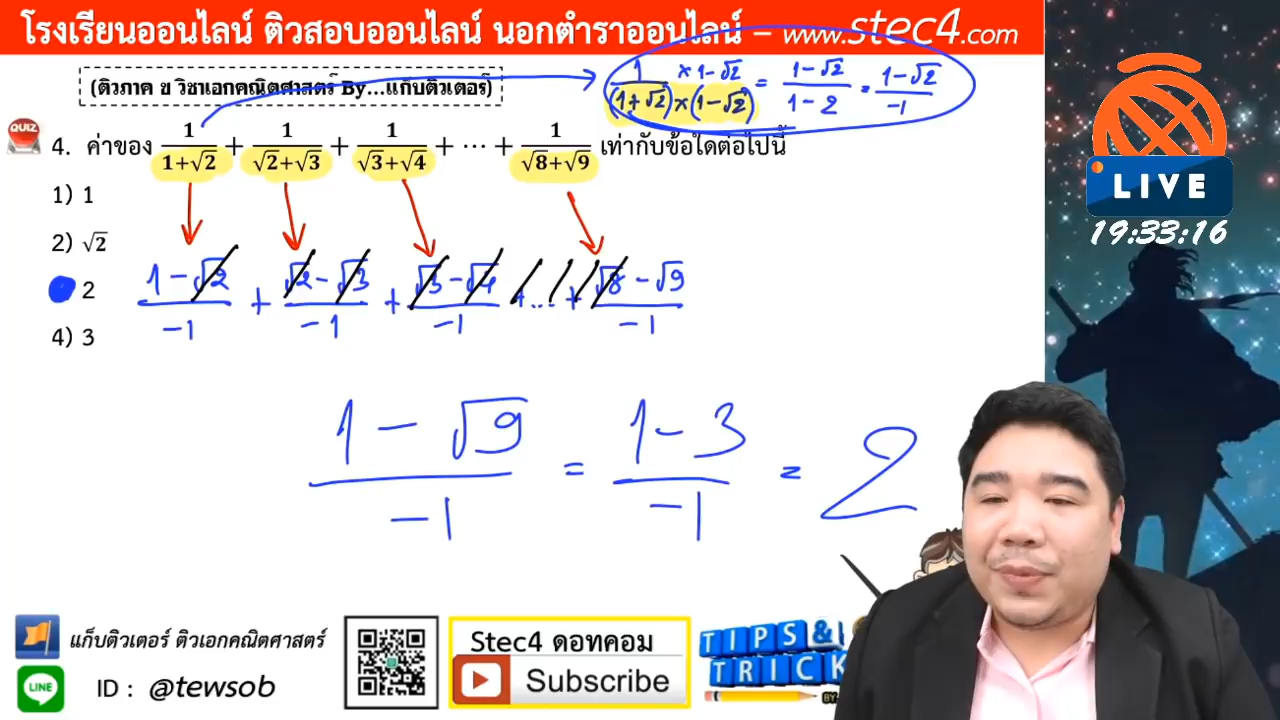 โรงเรียนออนไลน์ ติวสอบออนไลน์ นอกตำราออนไลน์ – www.stec4.com
(ติวภาค ข วิชาเอกคณิตศาสตร์ By...แก็บติวเตอร์)
1/(1+√2) × 1-√2/(1-√2) = 1-√2/1-2 = 1-√2/-1
QUIZ
4. ค่าของ 1/(1+√2) + 1/(√2+√3) + 1/(√3+√4) + ⋯ + 1/(√8+√9) เท่ากับข้อใดต่อไปนี้
1) 1
2) √2
2
4) 3
1-√2/-1 + √2-√3/-1 + √3-√4/-1 + ... + √8-√9/-1
1-√9/-1 = 1-3/-1 = 2
LIVE
19:33:16
แก็บติวเตอร์ ติวเอกคณิตศาสตร์
LINE
ID : @tewsob
Stec4 ดอทคอม
Subscribe
TIPS &
TRICK